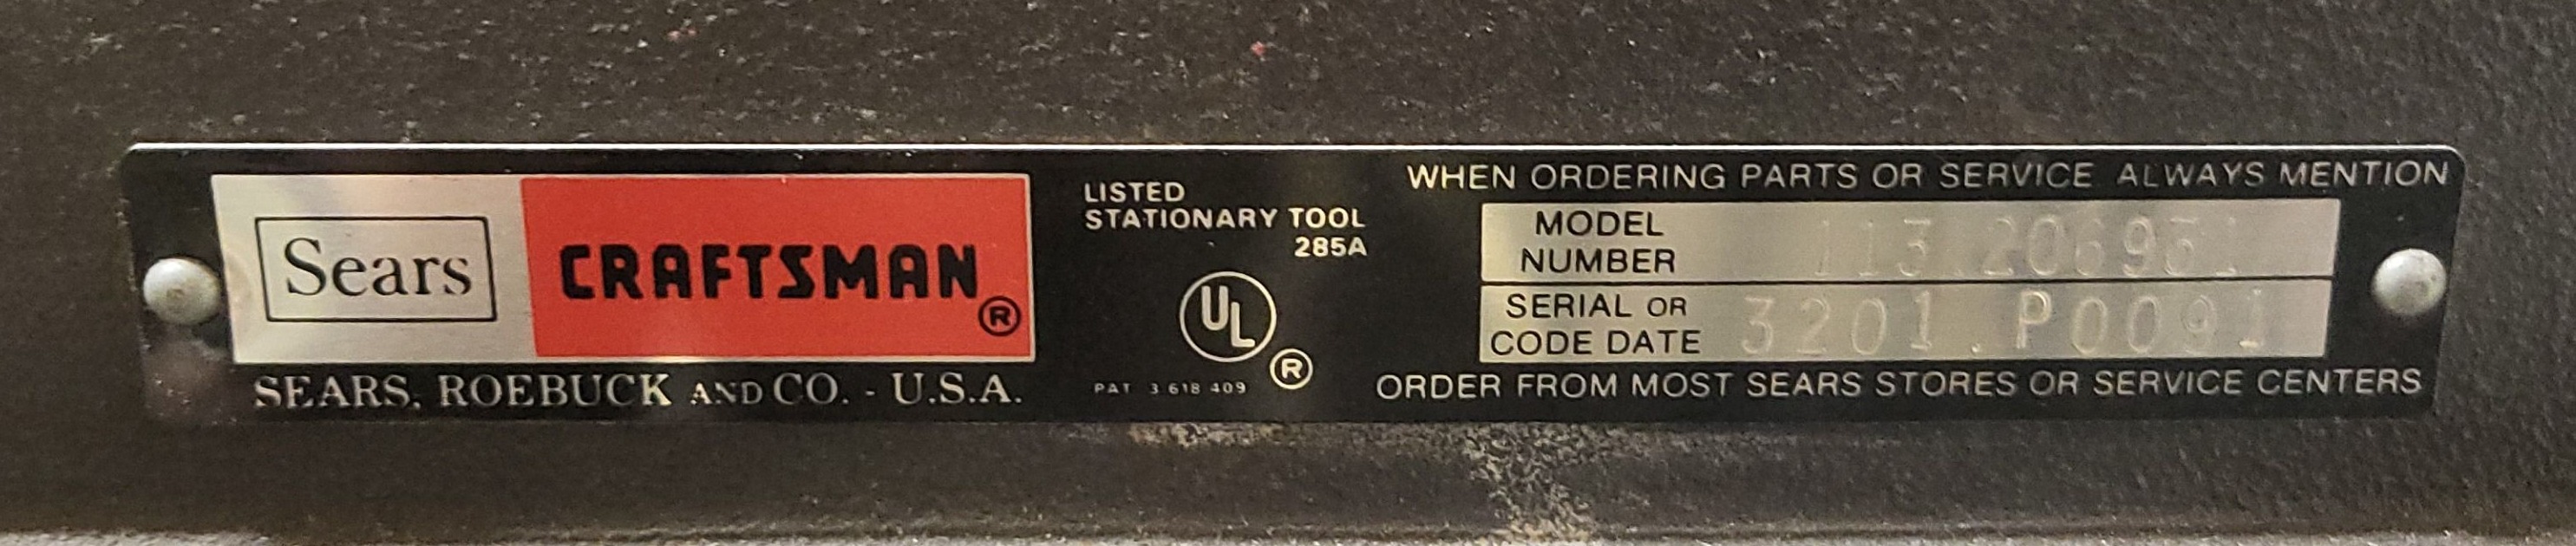 Sears
CRAFTSMAN®
SEARS, ROEBUCK AND CO. - U.S.A.
LISTED
STATIONARY TOOL
285A
UL®
PAT 3 618 409
WHEN ORDERING PARTS OR SERVICE ALWAYS MENTION
MODEL
NUMBER 113.206931
SERIAL OR
CODE DATE 3201.P0091
ORDER FROM MOST SEARS STORES OR SERVICE CENTERS